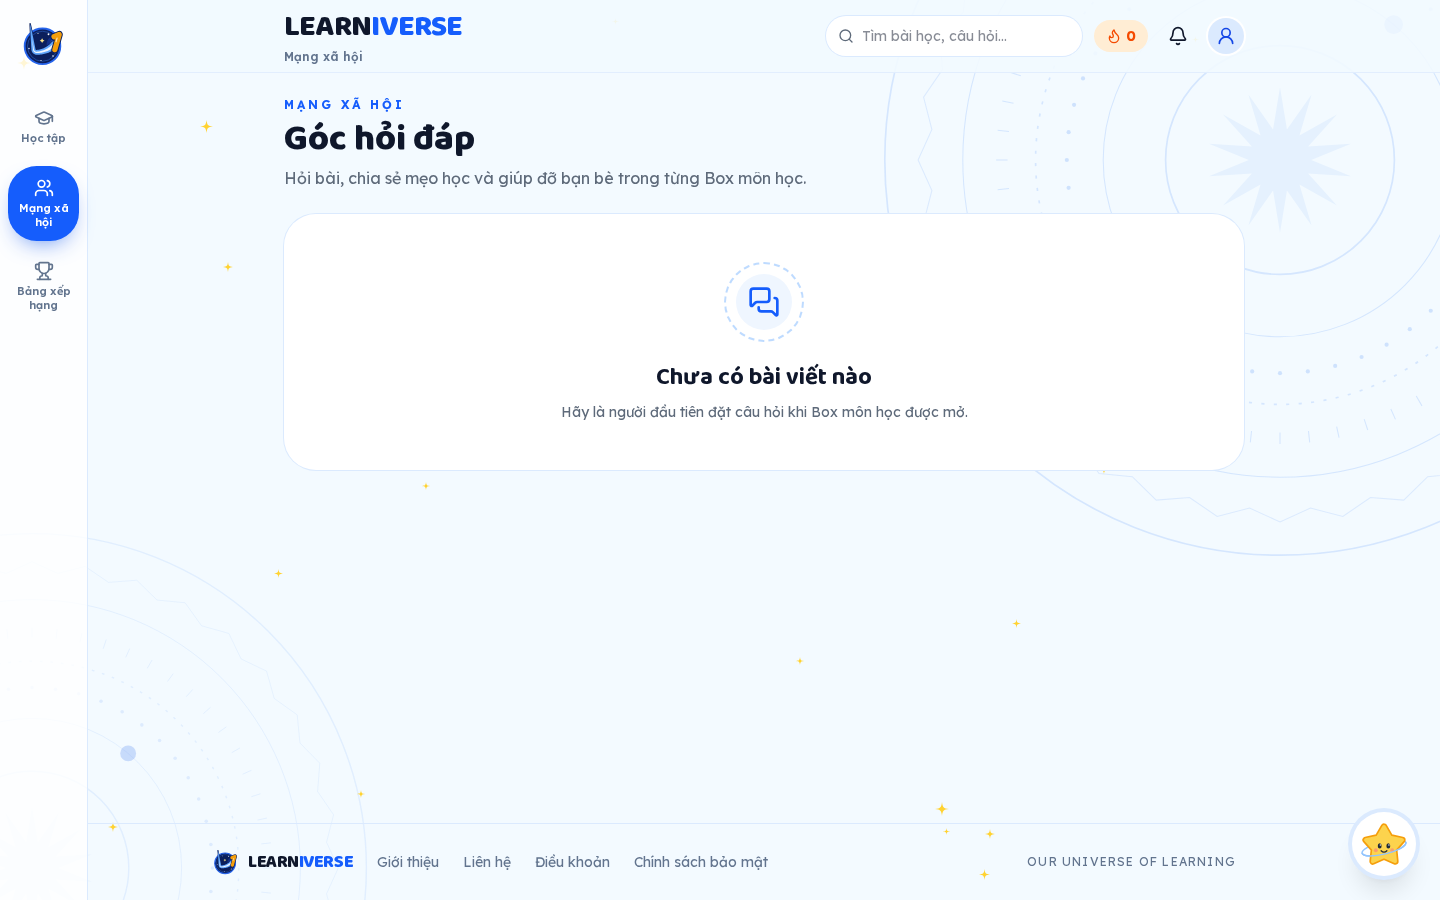 LEARNIVERSE
Mạng xã hội
Tìm bài học, câu hỏi...
0
Học tập
Mạng xã
hội
Bảng xếp
hạng
MẠNG XÃ HỘI
Góc hỏi đáp
Hỏi bài, chia sẻ mẹo học và giúp đỡ bạn bè trong từng Box môn học.
Chưa có bài viết nào
Hãy là người đầu tiên đặt câu hỏi khi Box môn học được mở.
LEARNIVERSE
Giới thiệu
Liên hệ
Điều khoản
Chính sách bảo mật
OUR UNIVERSE OF LEARNING